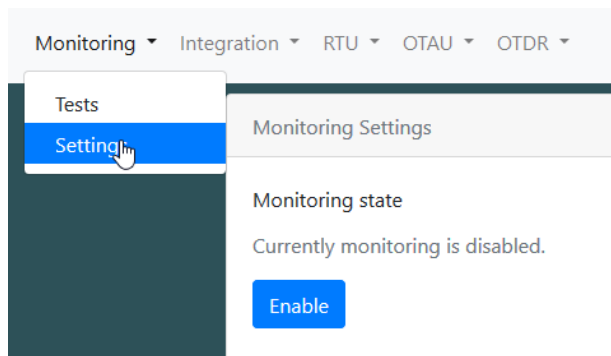 Monitoring Integration RTU OTAU OTDR
Tests
Settings
Monitoring Settings
Monitoring state
Currently monitoring is disabled.
Enable